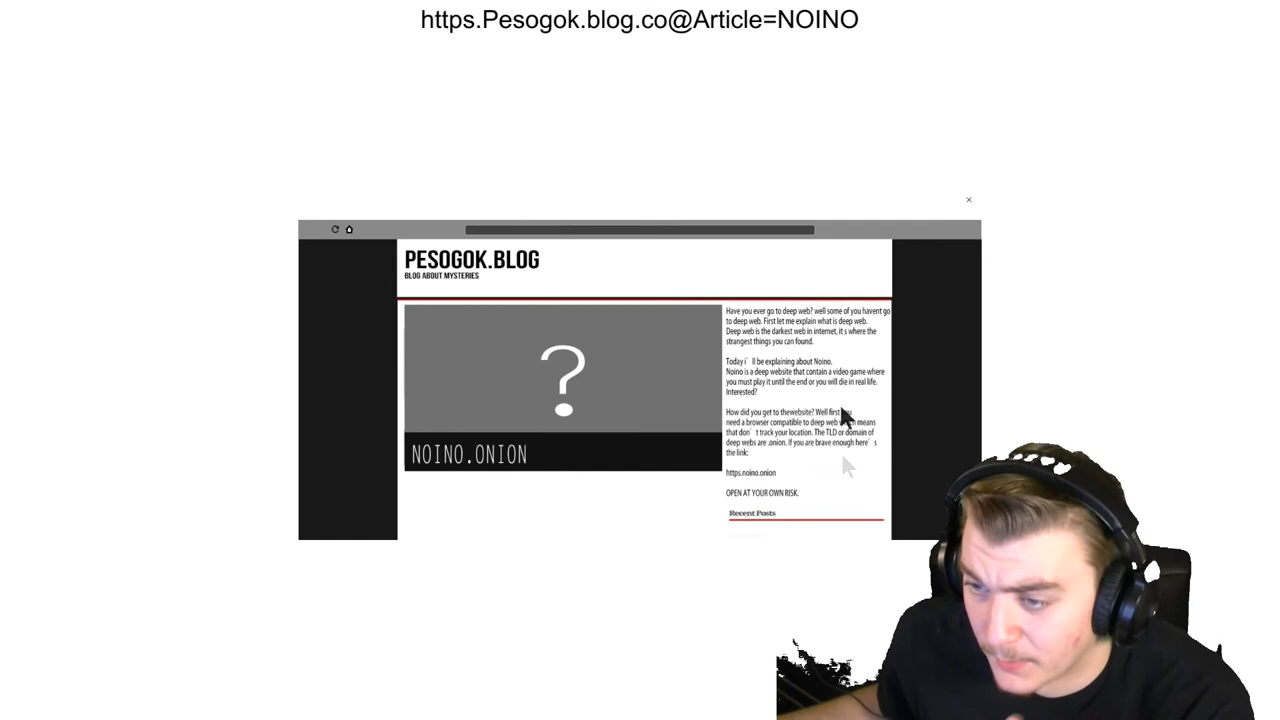 https.Pesogok.blog.co@Article=NOINO
PESOGOK.BLOG
BLOG ABOUT MYSTERIES
NOINO.ONION
Have you ever go to deep web? well some of you havent go
to deep web. First let me explain what is deep web.
Deep web is the darkest web in internet, it s where the
strangest things you can found.
Today i´ ll be explaining about Noino.
Noino is a deep website that contain a video game where
you must play it until the end or you will die in real life.
Interested?
How did you get to thewebsite? Well first you
need a browser compatible to deep web which means
that don´ t track your location. The TLD or domain of
deep webs are .onion. If you are brave enough here´ s
the link:
https.noino.onion
OPEN AT YOUR OWN RISK.
Recent Posts